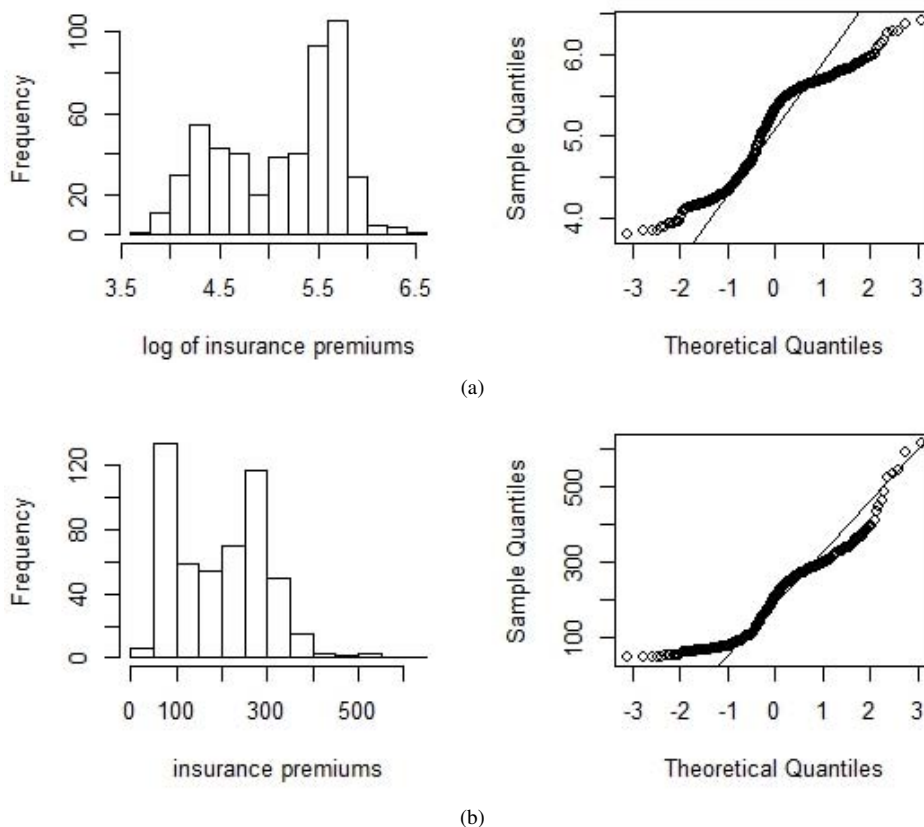 Frequency
0 20 60 100
3.5 4.5 5.5 6.5
log of insurance premiums
Sample Quantiles
4.0 5.0 6.0
-3 -2 -1 0 1 2 3
Theoretical Quantiles
(a)
Frequency
0 40 80 120
0 100 300 500
insurance premiums
Sample Quantiles
100 300 500
-3 -2 -1 0 1 2 3
Theoretical Quantiles
(b)